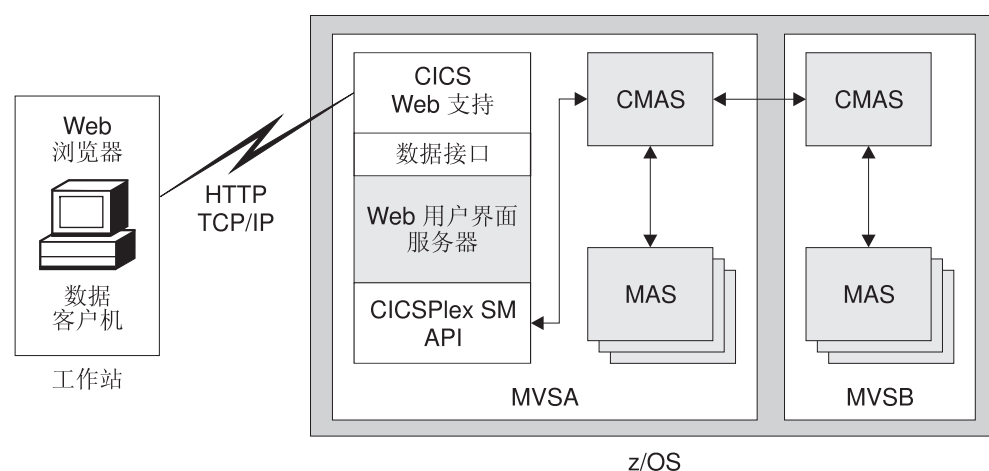 Web
浏览器
数据
客户机
工作站
HTTP
TCP/IP
CICS
Web 支持
数据接口
Web 用户界面
服务器
CICSPlex SM
API
CMAS
MAS
MVSA
CMAS
MAS
MVSB
z/OS